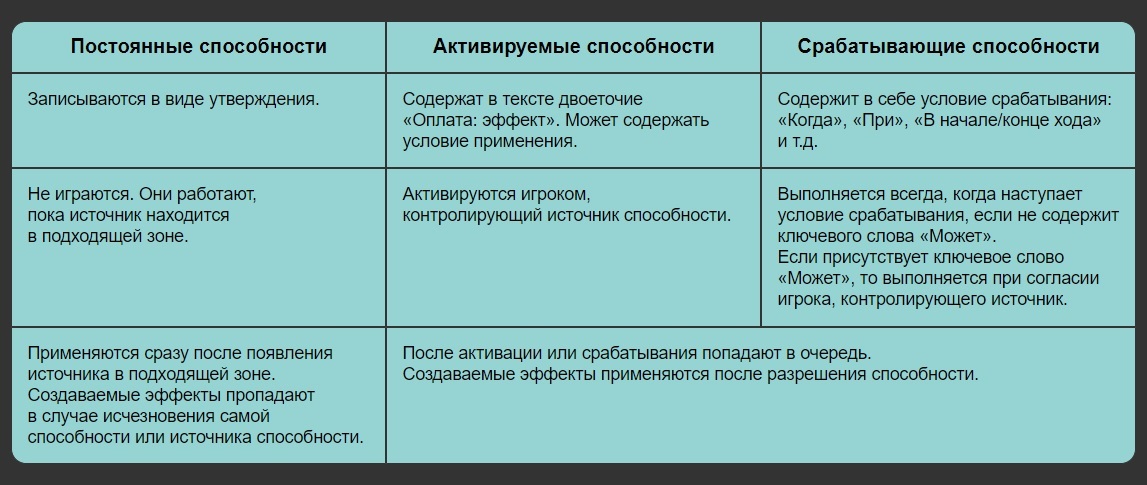 Постоянные способности
Активируемые способности
Срабатывающие способности
Записываются в виде утверждения.
Содержат в тексте двоеточие
«Оплата: эффект». Может содержать
условие применения.
Содержит в себе условие срабатывания:
«Когда», «При», «В начале/конце хода»
и т.д.
Не играются. Они работают,
пока источник находится
в подходящей зоне.
Активируются игроком,
контролирующий источник способности.
Выполняется всегда, когда наступает
условие срабатывания, если не содержит
ключевого слова «Может».
Если присутствует ключевое слово
«Может», то выполняется при согласии
игрока, контролирующего источник.
Применяются сразу после появления
источника в подходящей зоне.
Создаваемые эффекты пропадают
в случае исчезновения самой
способности или источника способности.
После активации или срабатывания попадают в очередь.
Создаваемые эффекты применяются после разрешения способности.